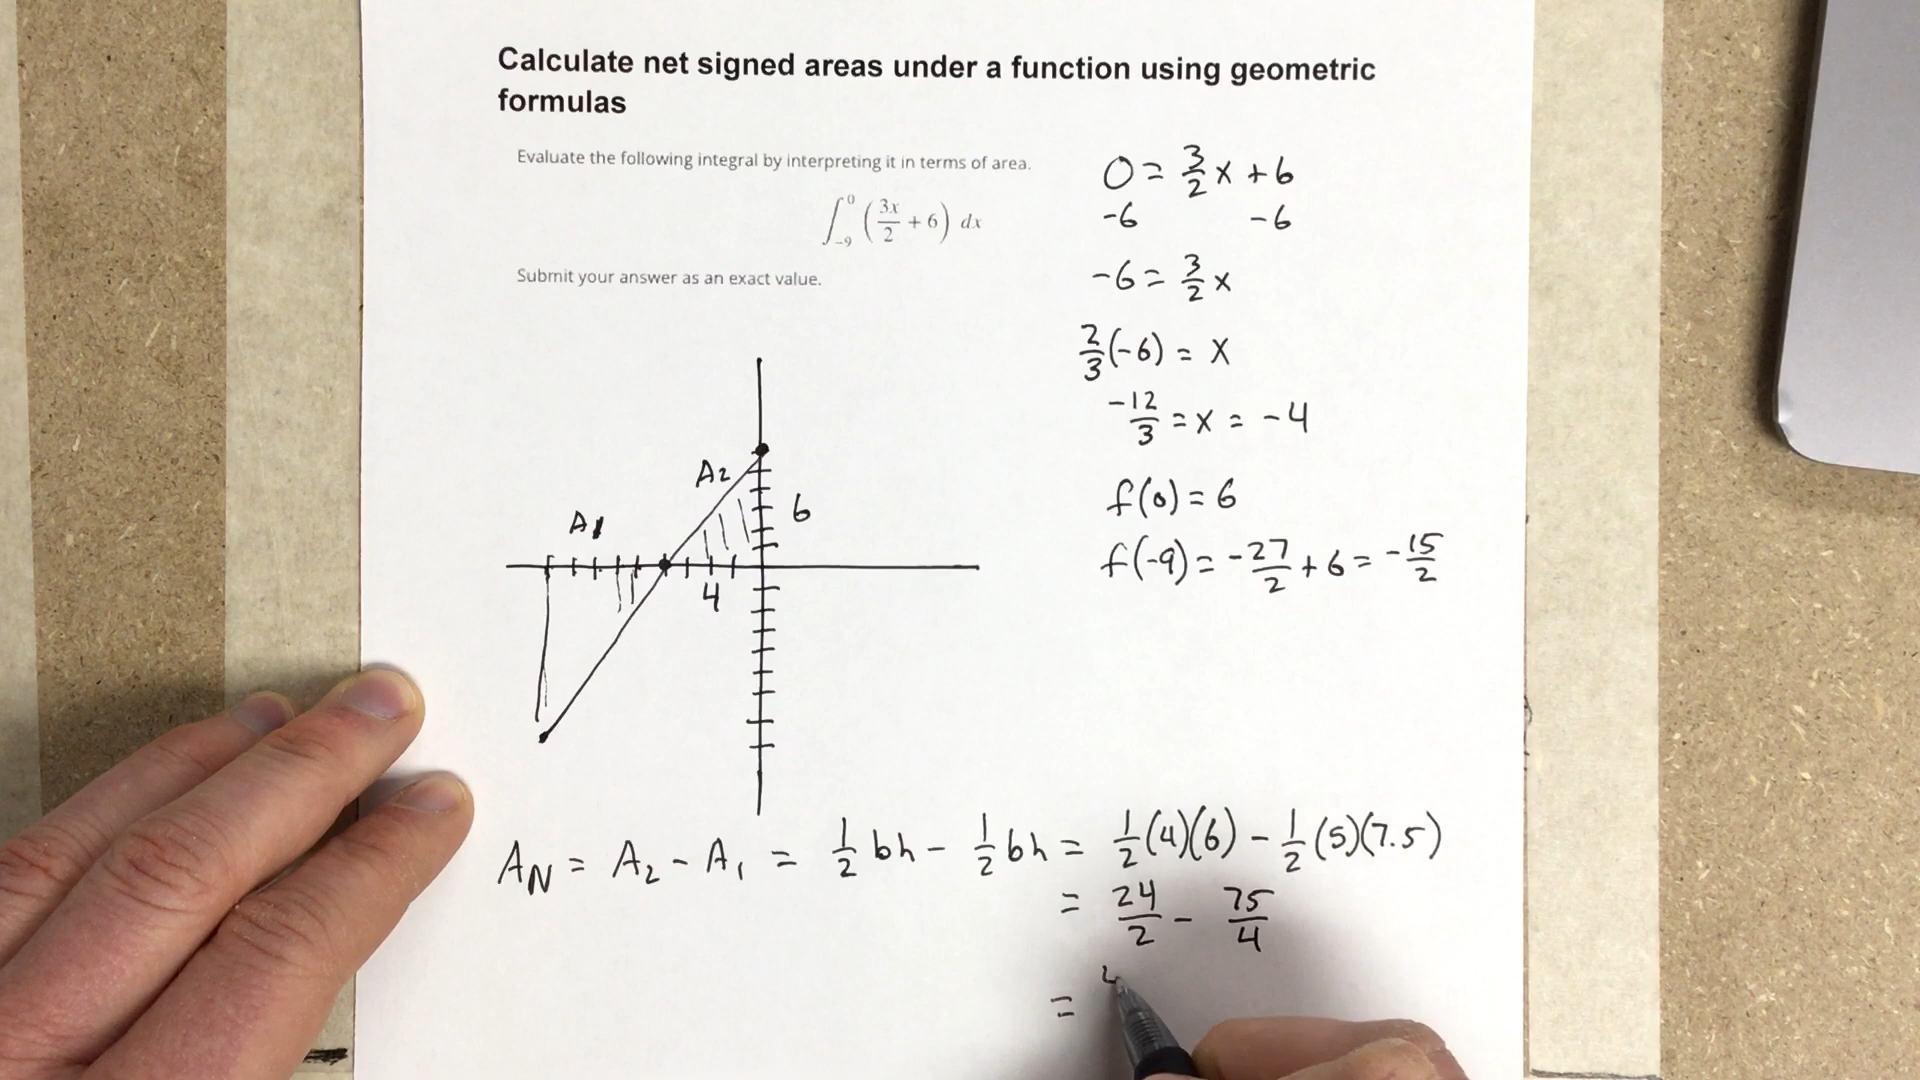 Calculate net signed areas under a function using geometric
formulas
Evaluate the following integral by interpreting it in terms of area.
∫₋₉⁰ (3x/2 + 6) dx
Submit your answer as an exact value.
0 = 3/2 x + 6
-6 -6
-6 = 3/2 x
2/3 (-6) = x
-12/3 = x = -4
f(0) = 6
f(-9) = -27/2 + 6 = -15/2
A2
6
A1
4
A_N = A₂ - A₁ = 1/2 bh - 1/2 bh = 1/2 (4)(6) - 1/2 (5)(7.5)
= 24/2 - 75/4
=